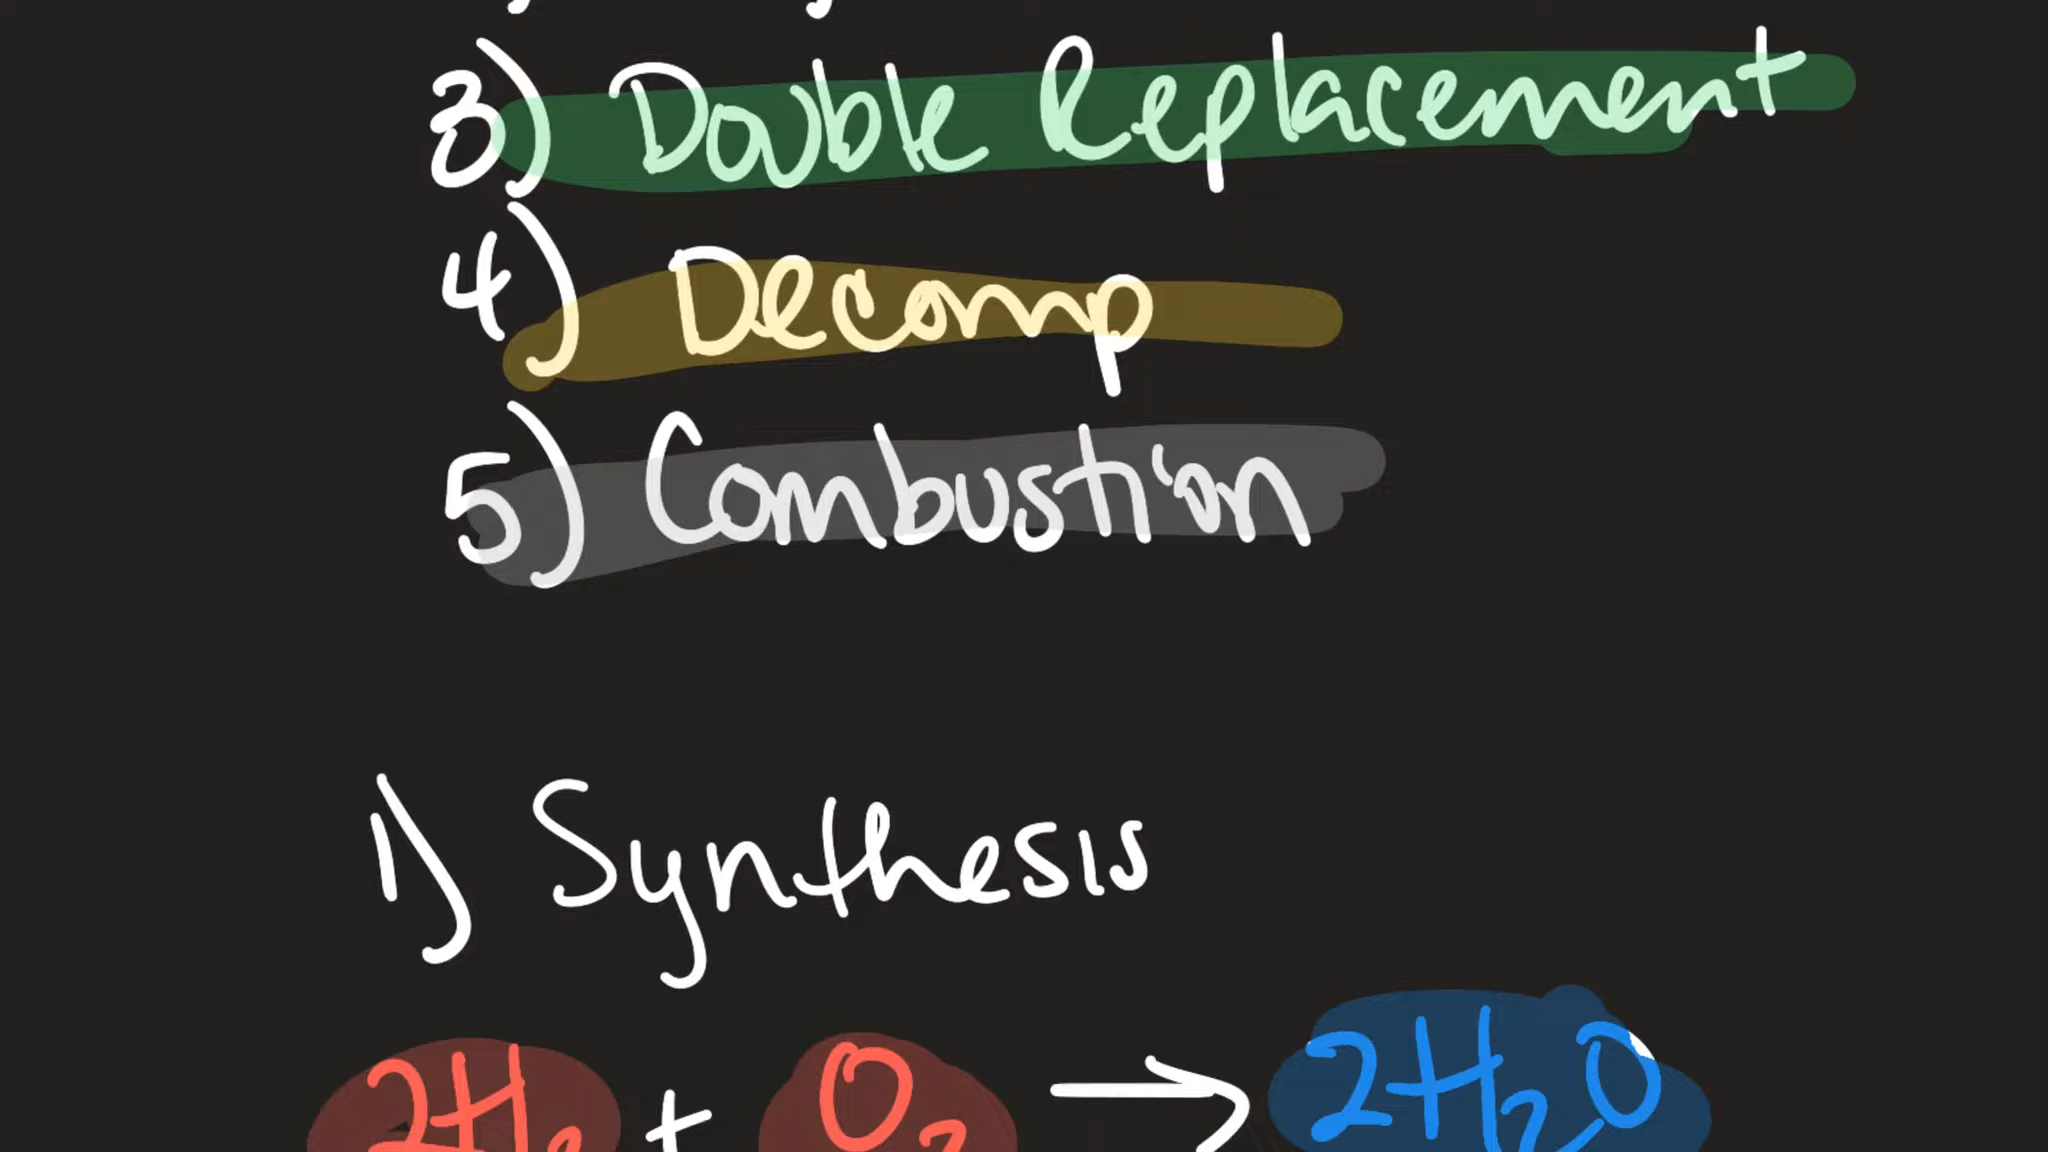 3) Double Replacement
4) Decomp
5) Combustion
1) Synthesis
2H₂ + O₂ → 2H₂O